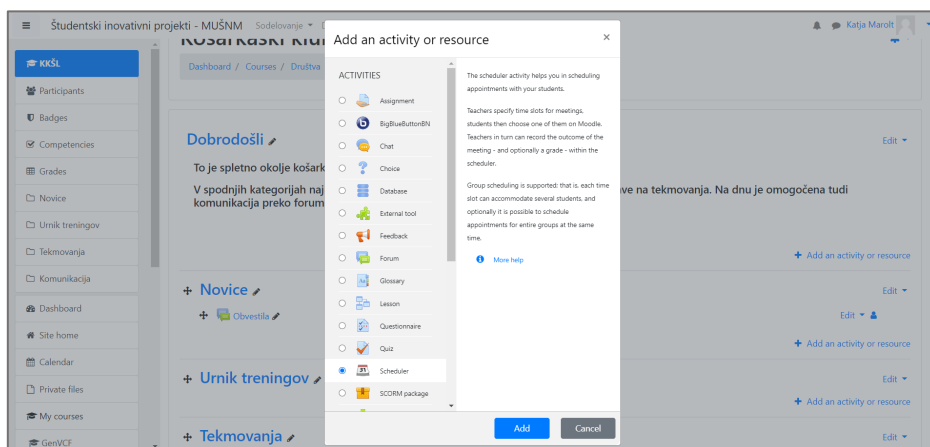 Študentski inovativni projekti - MUŠNM Sodelovanje
Katja Marolt
KKŠL
Participants
Badges
Competencies
Grades
Novice
Urnik treningov
Tekmovanja
Komunikacija
Dashboard
Site home
Calendar
Private files
My courses
GenVCF
Dashboard / Courses / Društva
Dobrodošli
Edit
To je spletno okolje košark
V spodnjih kategorijah naj
ve na tekmovanja. Na dnu je omogočena tudi
komunikacija preko forum
+ Add an activity or resource
Novice
Edit
Obvestila
Edit
+ Add an activity or resource
Urnik treningov
Edit
+ Add an activity or resource
Tekmovanja
Edit
Add an activity or resource
×
ACTIVITIES
Assignment
BigBlueButtonBN
Chat
Choice
Database
External tool
Feedback
Forum
Glossary
Lesson
Questionnaire
Quiz
Scheduler
SCORM package
The scheduler activity helps you in scheduling
appointments with your students.
Teachers specify time slots for meetings,
students then choose one of them on Moodle.
Teachers in turn can record the outcome of the
meeting - and optionally a grade - within the
scheduler.
Group scheduling is supported: that is, each time
slot can accommodate several students, and
optionally it is possible to schedule
appointments for entire groups at the same
time.
More help
Add
Cancel